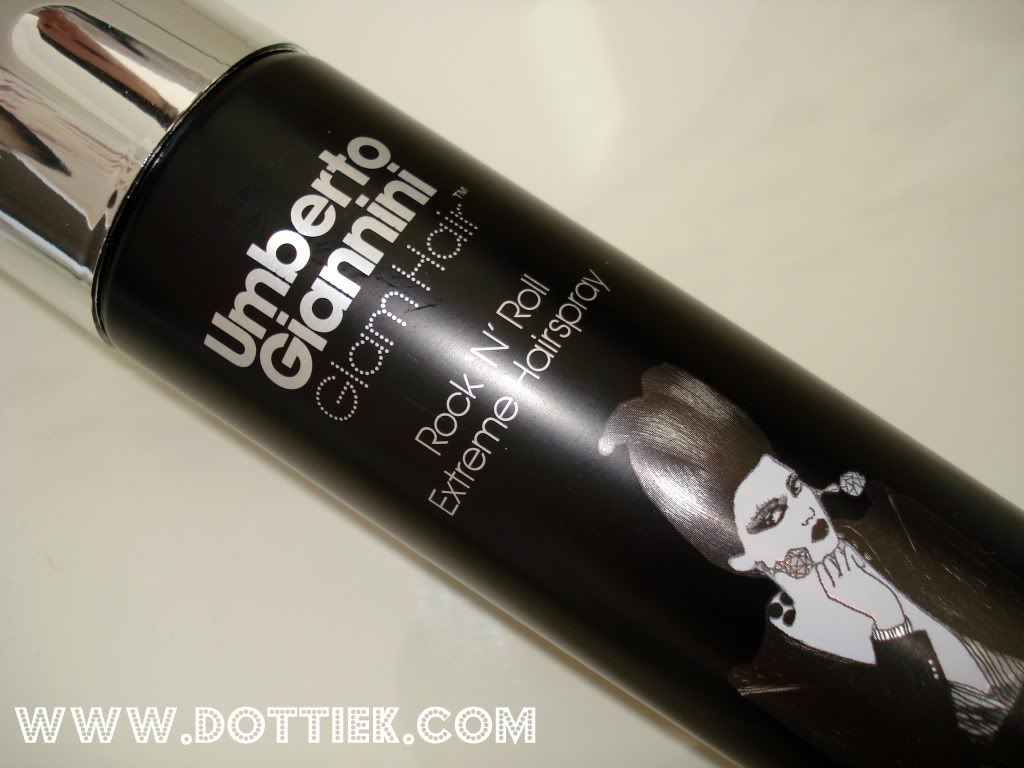 Umberto
Giannini
Glam Hair™
Rock 'N' Roll
Extreme Hairspray
WWW.DOTTIEK.COM